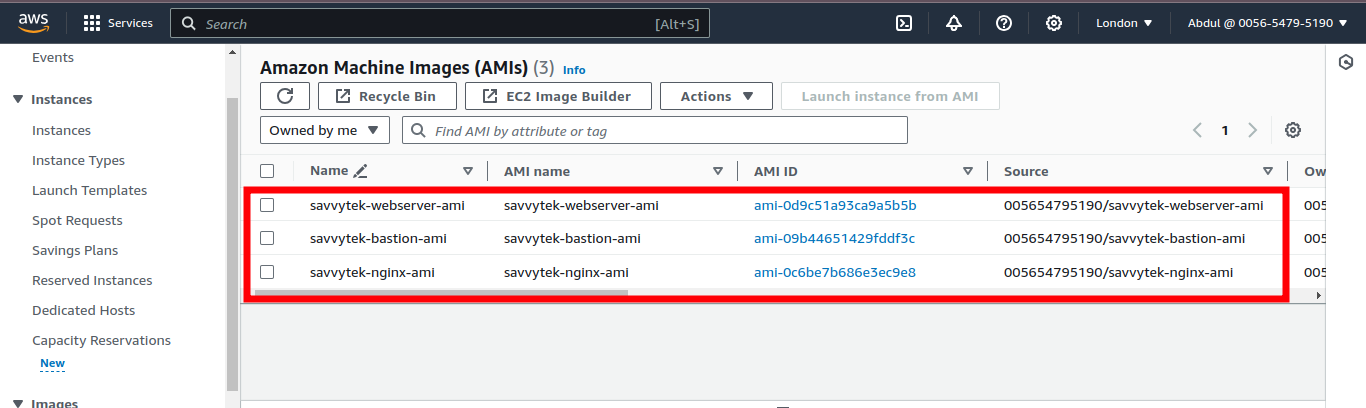 aws
Services
Search
[Alt+S]
London
Abdul @ 0056-5479-5190
Events
Instances
Instances
Instance Types
Launch Templates
Spot Requests
Savings Plans
Reserved Instances
Dedicated Hosts
Capacity Reservations
New
Images
Amazon Machine Images (AMIs) (3) Info
Recycle Bin
EC2 Image Builder
Actions
Launch instance from AMI
Owned by me
Find AMI by attribute or tag
1
Name AMI name AMI ID Source Ow
savvytek-webserver-ami savvytek-webserver-ami ami-0d9c51a93ca9a5b5b 005654795190/savvytek-webserver-ami 005
savvytek-bastion-ami savvytek-bastion-ami ami-09b44651429fddf3c 005654795190/savvytek-bastion-ami 005
savvytek-nginx-ami savvytek-nginx-ami ami-0c6be7b686e3ec9e8 005654795190/savvytek-nginx-ami 005